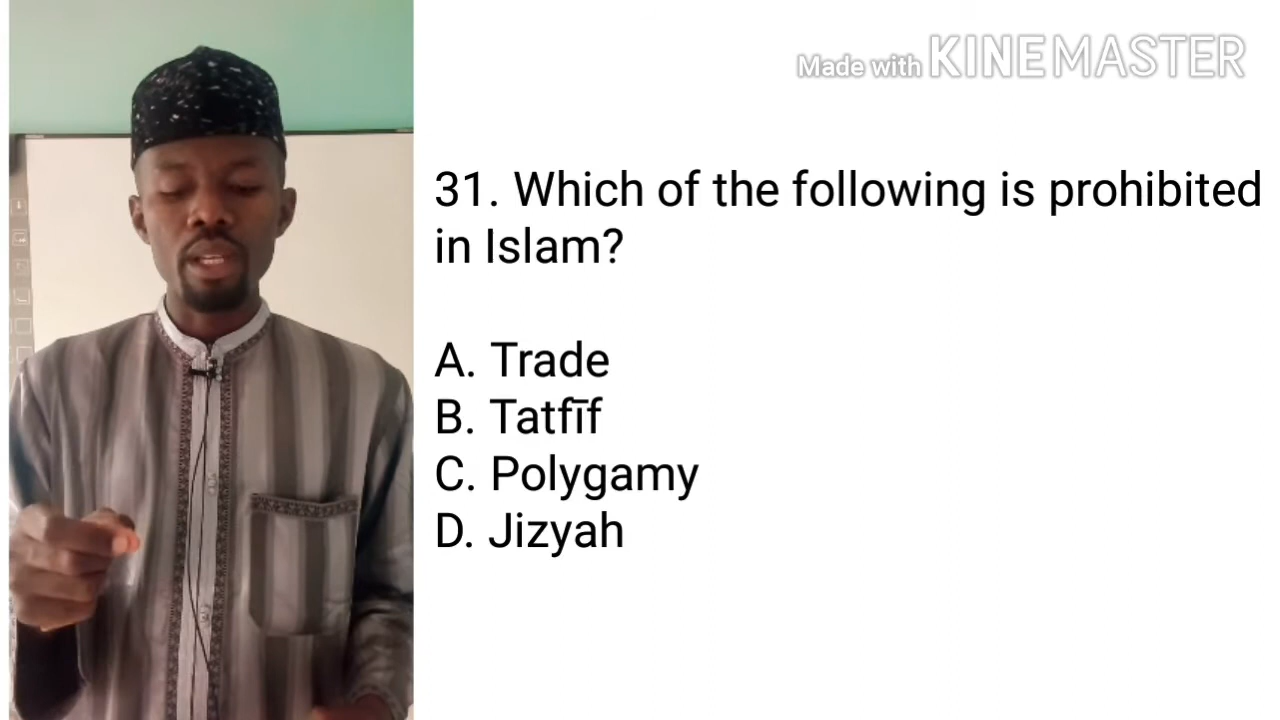 Made with KINEMASTER
31. Which of the following is prohibited
in Islam?
A. Trade
B. Tatfīf
C. Polygamy
D. Jizyah